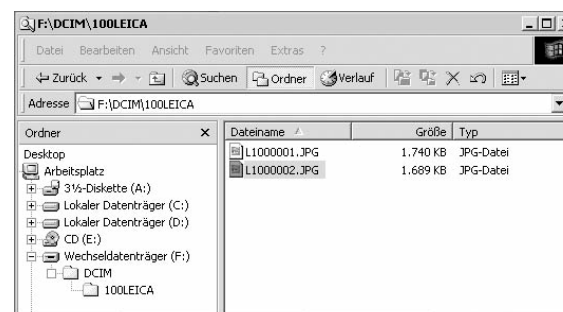 F:\DCIM\100LEICA
Datei Bearbeiten Ansicht Favoriten Extras ?
Zurück Suchen Ordner Verlauf
Adresse F:\DCIM\100LEICA
Ordner
Desktop
Arbeitsplatz
3½-Diskette (A:)
Lokaler Datenträger (C:)
Lokaler Datenträger (D:)
CD (E:)
Wechseldatenträger (F:)
DCIM
100LEICA
Dateiname Größe Typ
L1000001.JPG 1.740 KB JPG-Datei
L1000002.JPG 1.689 KB JPG-Datei